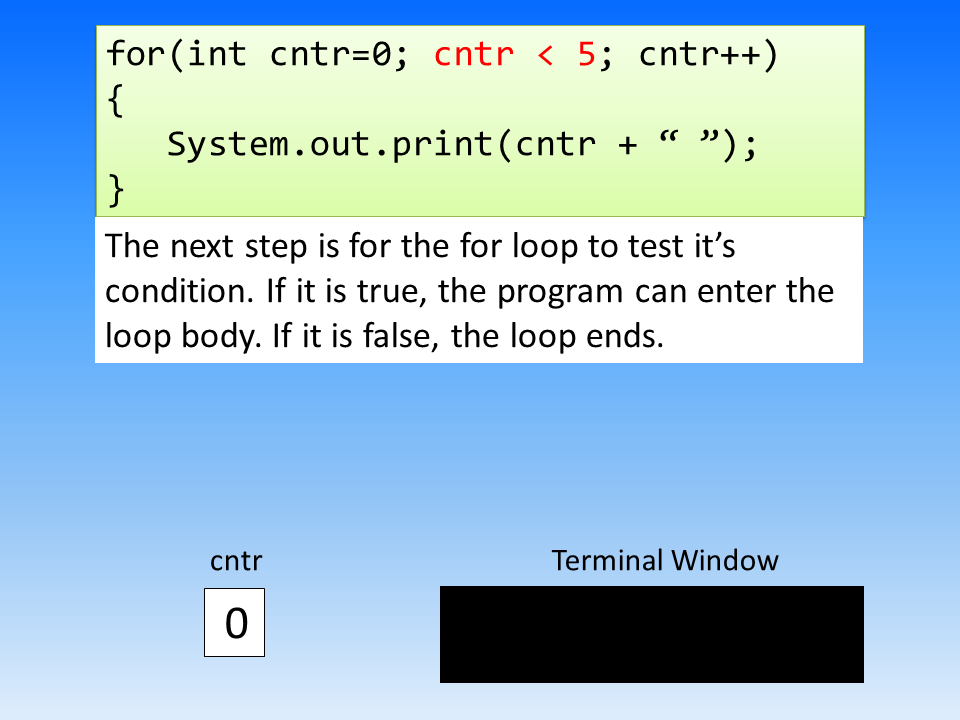 for(int cntr=0; cntr < 5; cntr++)
{
   System.out.print(cntr + “ ”);
}
The next step is for the for loop to test it’s
condition. If it is true, the program can enter the
loop body. If it is false, the loop ends.
cntr
Terminal Window
0